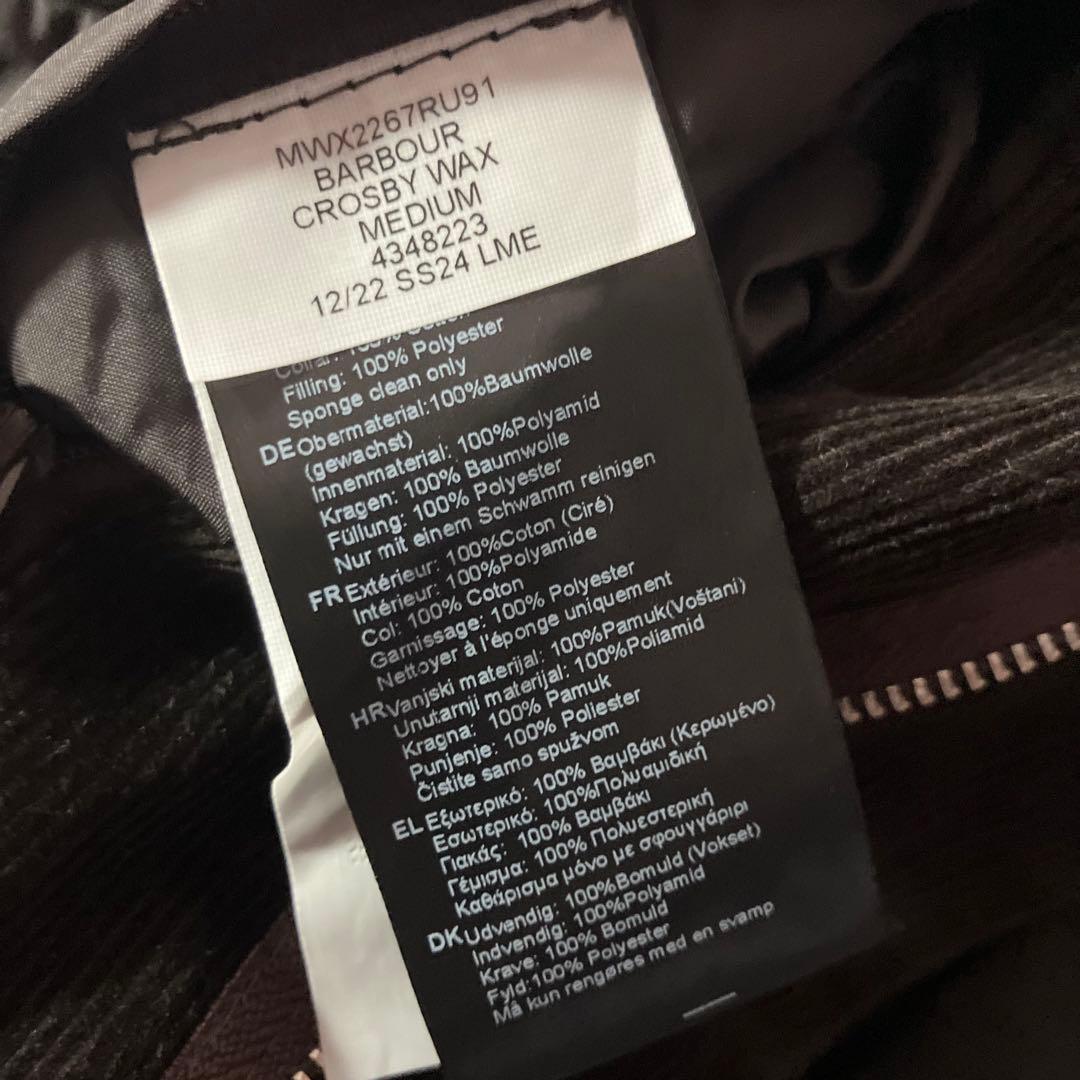 MWX2267RU91
BARBOUR
CROSBY WAX
MEDIUM
4348223
12/22 SS24 LME
Filling: 100% Polyester
Sponge clean only
DE Obermaterial:100%Baumwolle
(gewachst)
Innenmaterial: 100%Polyamid
Kragen: 100% Baumwolle
Füllung: 100% Polyester
Nur mit einem Schwamm reinigen
FR Extérieur: 100%Coton (Ciré)
Intérieur: 100%Polyamide
Col: 100% Coton
Garnissage: 100% Polyester
Nettoyer à l'éponge uniquement
HR Vanjski materijal: 100%Pamuk(Voštani)
Unutarnji materijal: 100%Poliamid
Kragna: 100% Pamuk
Punjenje: 100% Poliester
Čistite samo spužvom
EL Εξωτερικό: 100% Βαμβάκι (Κερωμένο)
Εσωτερικό: 100%Πολυαμιδική
Γιακάς: 100% Βαμβάκι
Γέμισμα: 100% Πολυεστερική
Καθάρισμα μόνο με σφουγγάριρι
DK Udvendig: 100%Bomuld (Vokset)
Indvendig: 100%Polyamid
Krave: 100% Bomuld
Fyld:100% Polyester
Må kun rengøres med en svamp